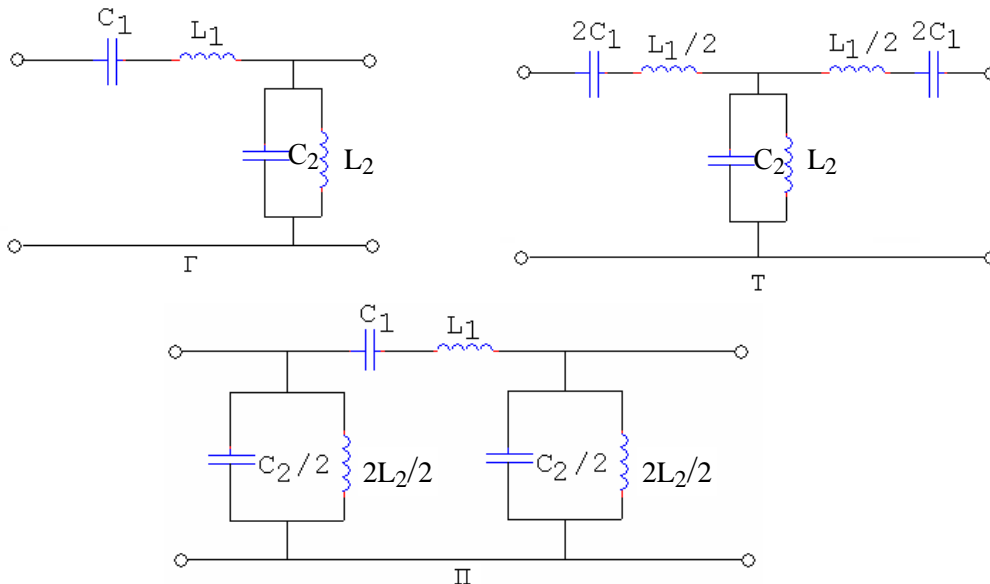 C₁ L₁
C₂ L₂
Γ
2C₁ L₁/2 L₁/2 2C₁
C₂ L₂
T
C₁ L₁
C₂/2 2L₂/2 C₂/2 2L₂/2
П